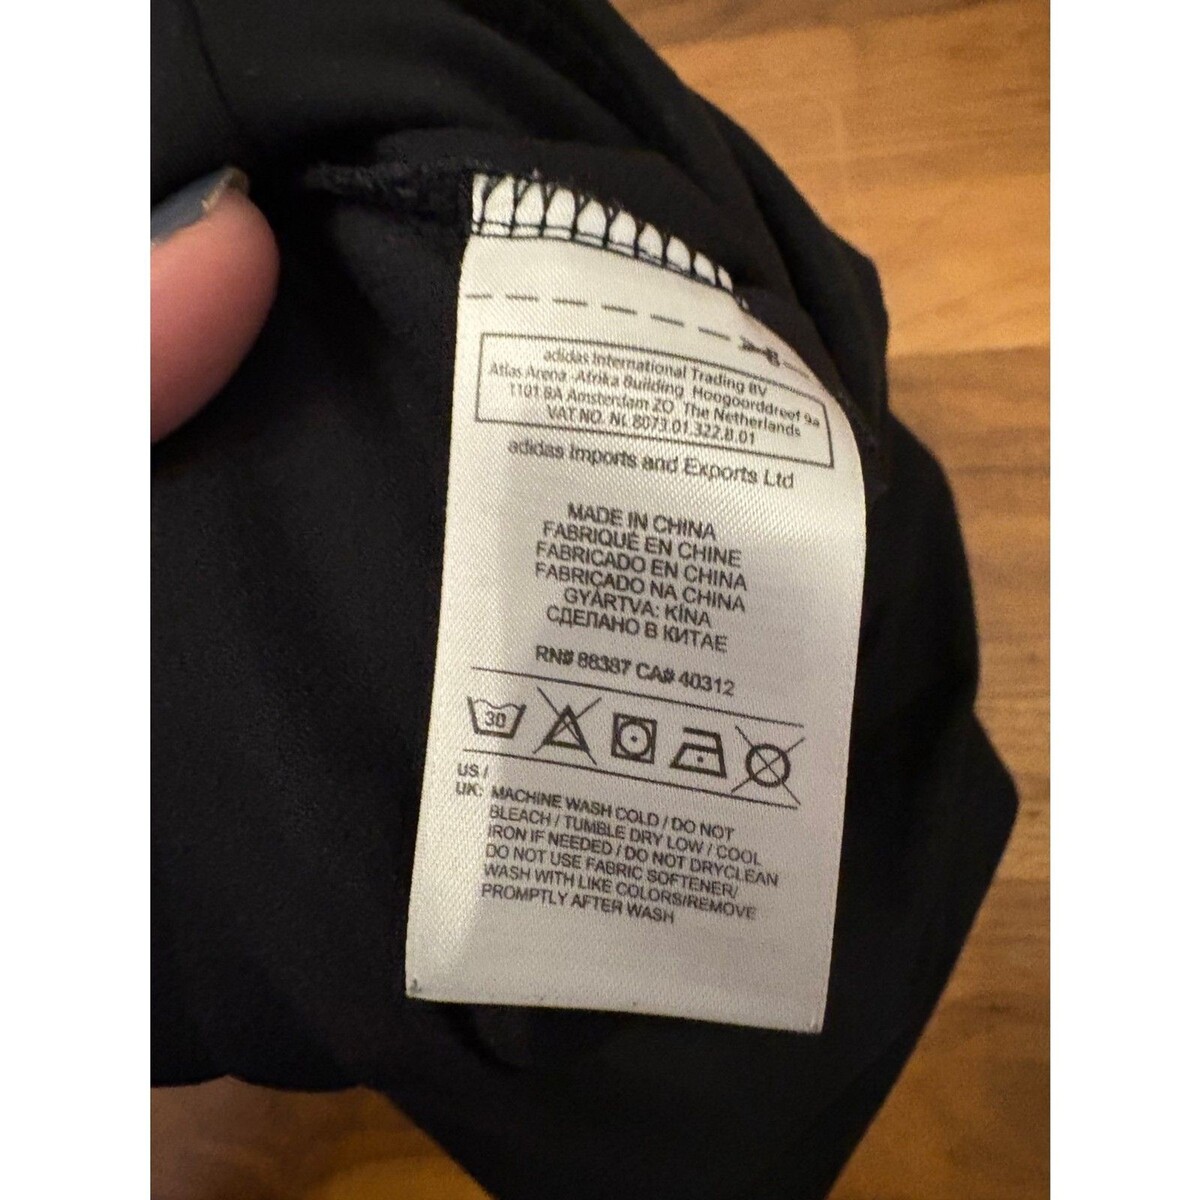 adidas International Trading BV
Atlas Arena -Afrika Building Hoogoorddreef 9a
1101 BA Amsterdam ZO The Netherlands
VAT NO. NL 8073.01.322.B.01
adidas Imports and Exports Ltd
MADE IN CHINA
FABRIQUÉ EN CHINE
FABRICADO EN CHINA
FABRICADO NA CHINA
GYÁRTVA: KÍNA
СДЕЛАНО В КИТАЕ
RN# 88387 CA# 40312
30
US /
UK: MACHINE WASH COLD / DO NOT
BLEACH / TUMBLE DRY LOW / COOL
IRON IF NEEDED / DO NOT DRYCLEAN
DO NOT USE FABRIC SOFTENER/
WASH WITH LIKE COLORS/REMOVE
PROMPTLY AFTER WASH